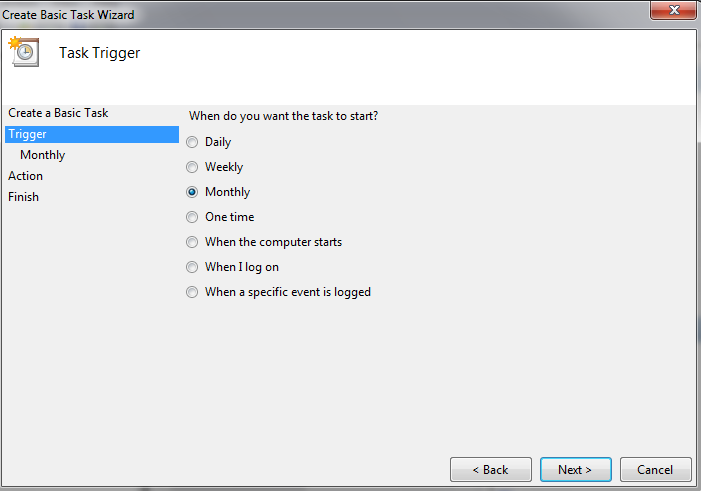 Create Basic Task Wizard
Task Trigger
Create a Basic Task
Trigger
Monthly
Action
Finish
When do you want the task to start?
Daily
Weekly
Monthly
One time
When the computer starts
When I log on
When a specific event is logged
< Back
Next >
Cancel